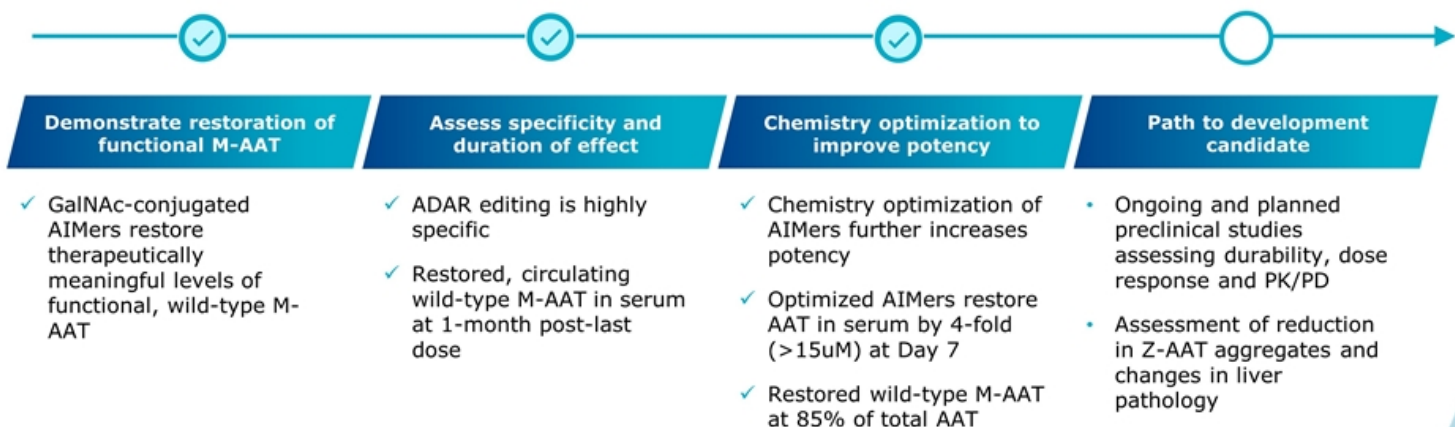 Demonstrate restoration of
functional M-AAT
✓ GalNAc-conjugated
AIMers restore
therapeutically
meaningful levels of
functional, wild-type M-
AAT
Assess specificity and
duration of effect
✓ ADAR editing is highly
specific
✓ Restored, circulating
wild-type M-AAT in serum
at 1-month post-last
dose
Chemistry optimization to
improve potency
✓ Chemistry optimization of
AIMers further increases
potency
✓ Optimized AIMers restore
AAT in serum by 4-fold
(>15uM) at Day 7
✓ Restored wild-type M-AAT
at 85% of total AAT
Path to development
candidate
• Ongoing and planned
preclinical studies
assessing durability, dose
response and PK/PD
• Assessment of reduction
in Z-AAT aggregates and
changes in liver
pathology